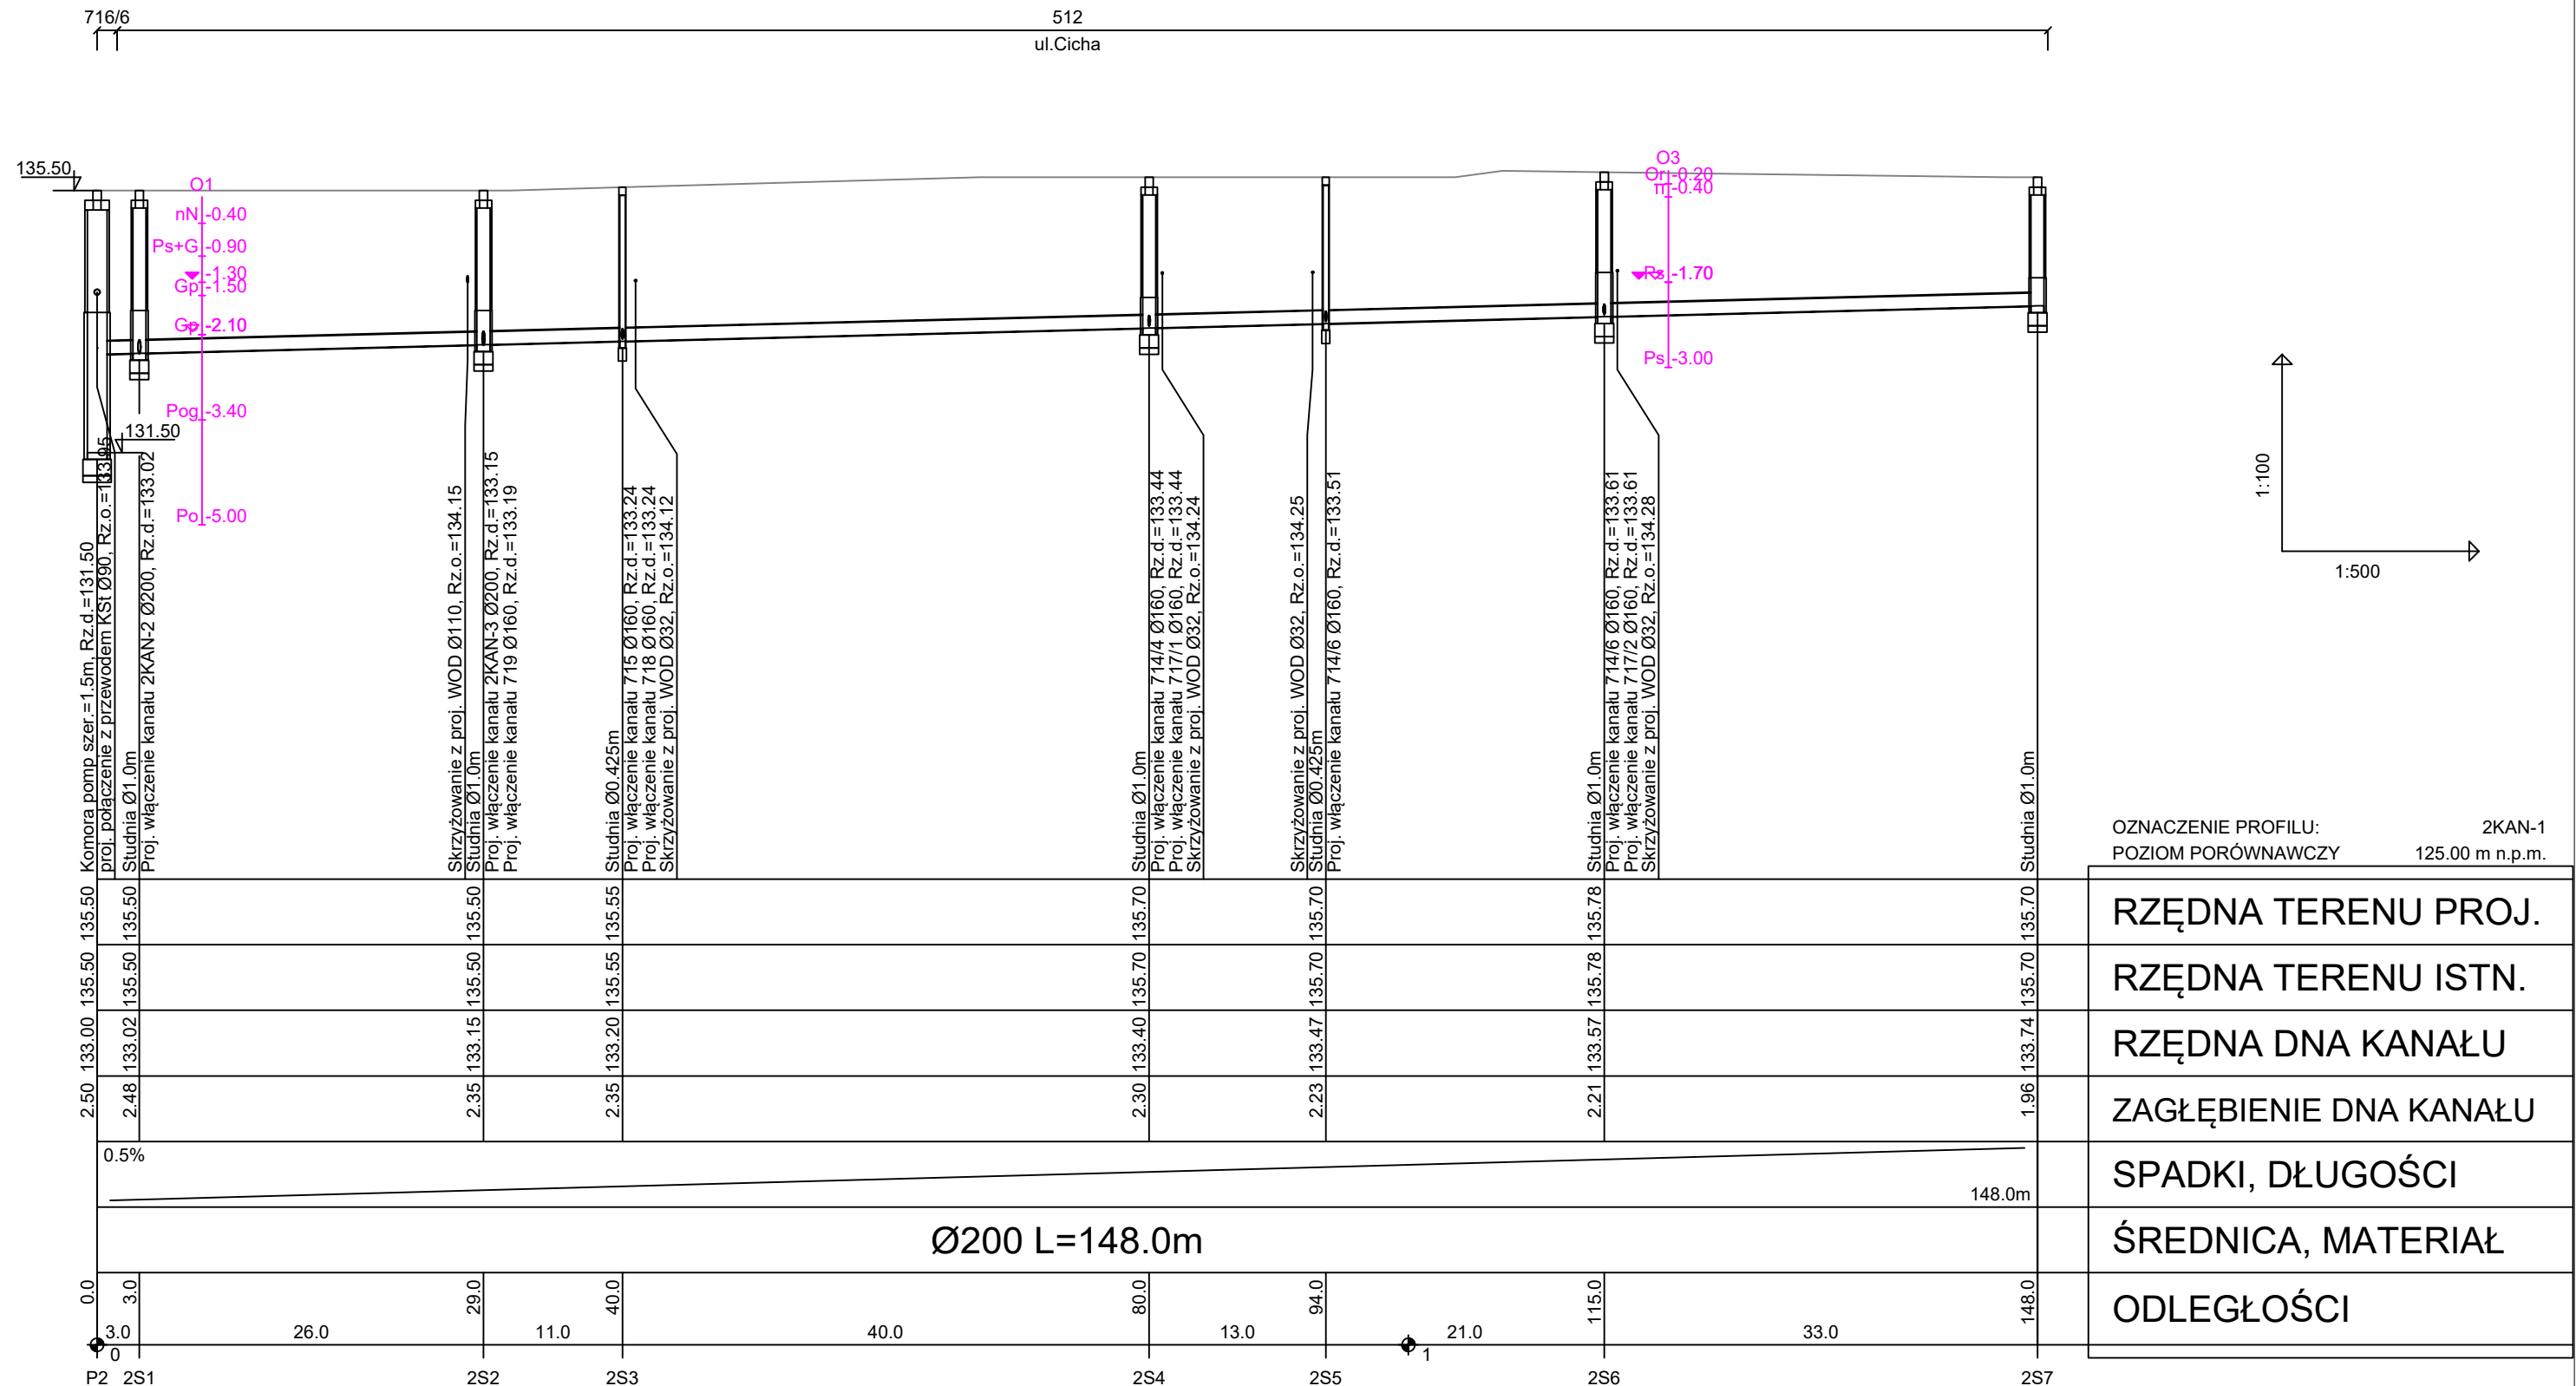 716/6
512
ul.Cicha
135.50
O1
nN -0.40
Ps+G -0.90
-1.30
Gp -1.50
Gp -2.10
Pog -3.40
Po -5.00
131.50
O3
Or -0.20
-0.40
Ps -1.70
Ps -3.00
1:100
1:500
Komora pomp szer.=1.5m, Rz.d.=131.50
proj. połączenie z przewodem KSt Ø90, Rz.o.=133.95
Studnia Ø1.0m
Proj. włączenie kanału 2KAN-2 Ø200, Rz.d.=133.02
Skrzyżowanie z proj. WOD Ø110, Rz.o.=134.15
Studnia Ø1.0m
Proj. włączenie kanału 2KAN-3 Ø200, Rz.d.=133.15
Proj. włączenie kanału 719 Ø160, Rz.d.=133.19
Studnia Ø0.425m
Proj. włączenie kanału 715 Ø160, Rz.d.=133.24
Proj. włączenie kanału 718 Ø160, Rz.d.=133.24
Skrzyżowanie z proj. WOD Ø32, Rz.o.=134.12
Studnia Ø1.0m
Proj. włączenie kanału 714/4 Ø160, Rz.d.=133.44
Proj. włączenie kanału 717/1 Ø160, Rz.d.=133.44
Skrzyżowanie z proj. WOD Ø32, Rz.o.=134.24
Skrzyżowanie z proj. WOD Ø32, Rz.o.=134.25
Studnia Ø0.425m
Proj. włączenie kanału 714/6 Ø160, Rz.d.=133.51
Studnia Ø1.0m
Proj. włączenie kanału 714/6 Ø160, Rz.d.=133.61
Proj. włączenie kanału 717/2 Ø160, Rz.d.=133.61
Skrzyżowanie z proj. WOD Ø32, Rz.o.=134.28
Studnia Ø1.0m
OZNACZENIE PROFILU: 2KAN-1
POZIOM PORÓWNAWCZY 125.00 m n.p.m.
135.50 135.50 135.50 135.55 135.70 135.70 135.78 135.70 RZĘDNA TERENU PROJ.
135.50 135.50 135.50 135.55 135.70 135.70 135.78 135.70 RZĘDNA TERENU ISTN.
133.00 133.02 133.15 133.20 133.40 133.47 133.57 133.74 RZĘDNA DNA KANAŁU
2.50 2.48 2.35 2.35 2.30 2.23 2.21 1.96 ZAGŁĘBIENIE DNA KANAŁU
0.5% 148.0m SPADKI, DŁUGOŚCI
Ø200 L=148.0m ŚREDNICA, MATERIAŁ
0.0 3.0 29.0 40.0 80.0 94.0 115.0 148.0 ODLEGŁOŚCI
3.0 26.0 11.0 40.0 13.0 21.0 33.0
0 1
P2 2S1 2S2 2S3 2S4 2S5 2S6 2S7